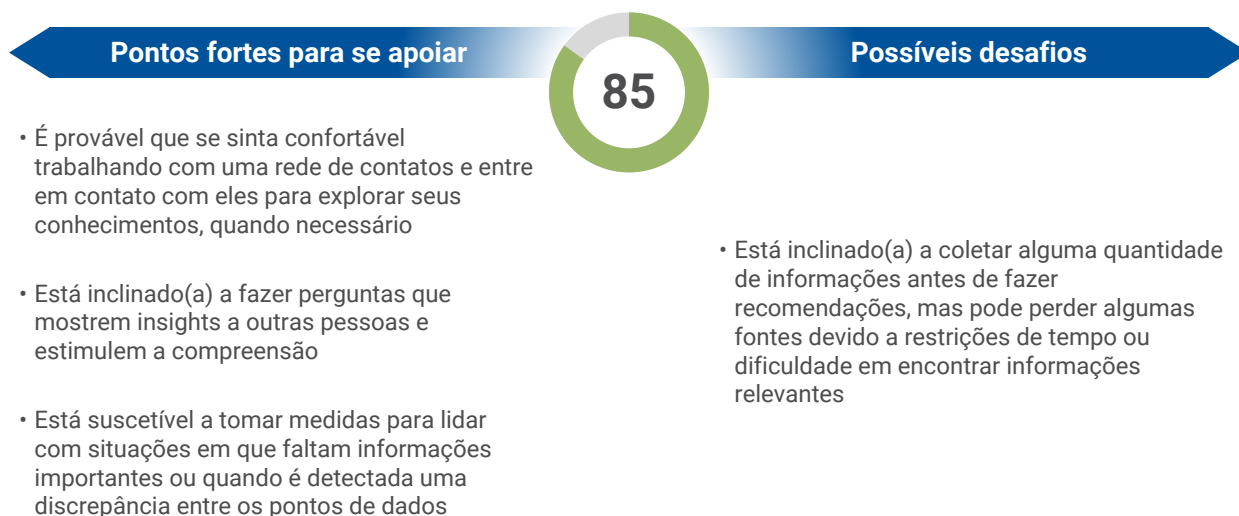 Pontos fortes para se apoiar
85
Possíveis desafios
• É provável que se sinta confortável
trabalhando com uma rede de contatos e entre
em contato com eles para explorar seus
conhecimentos, quando necessário
• Está inclinado(a) a fazer perguntas que
mostrem insights a outras pessoas e
estimulem a compreensão
• Está suscetível a tomar medidas para lidar
com situações em que faltam informações
importantes ou quando é detectada uma
discrepância entre os pontos de dados
• Está inclinado(a) a coletar alguma quantidade
de informações antes de fazer
recomendações, mas pode perder algumas
fontes devido a restrições de tempo ou
dificuldade em encontrar informações
relevantes